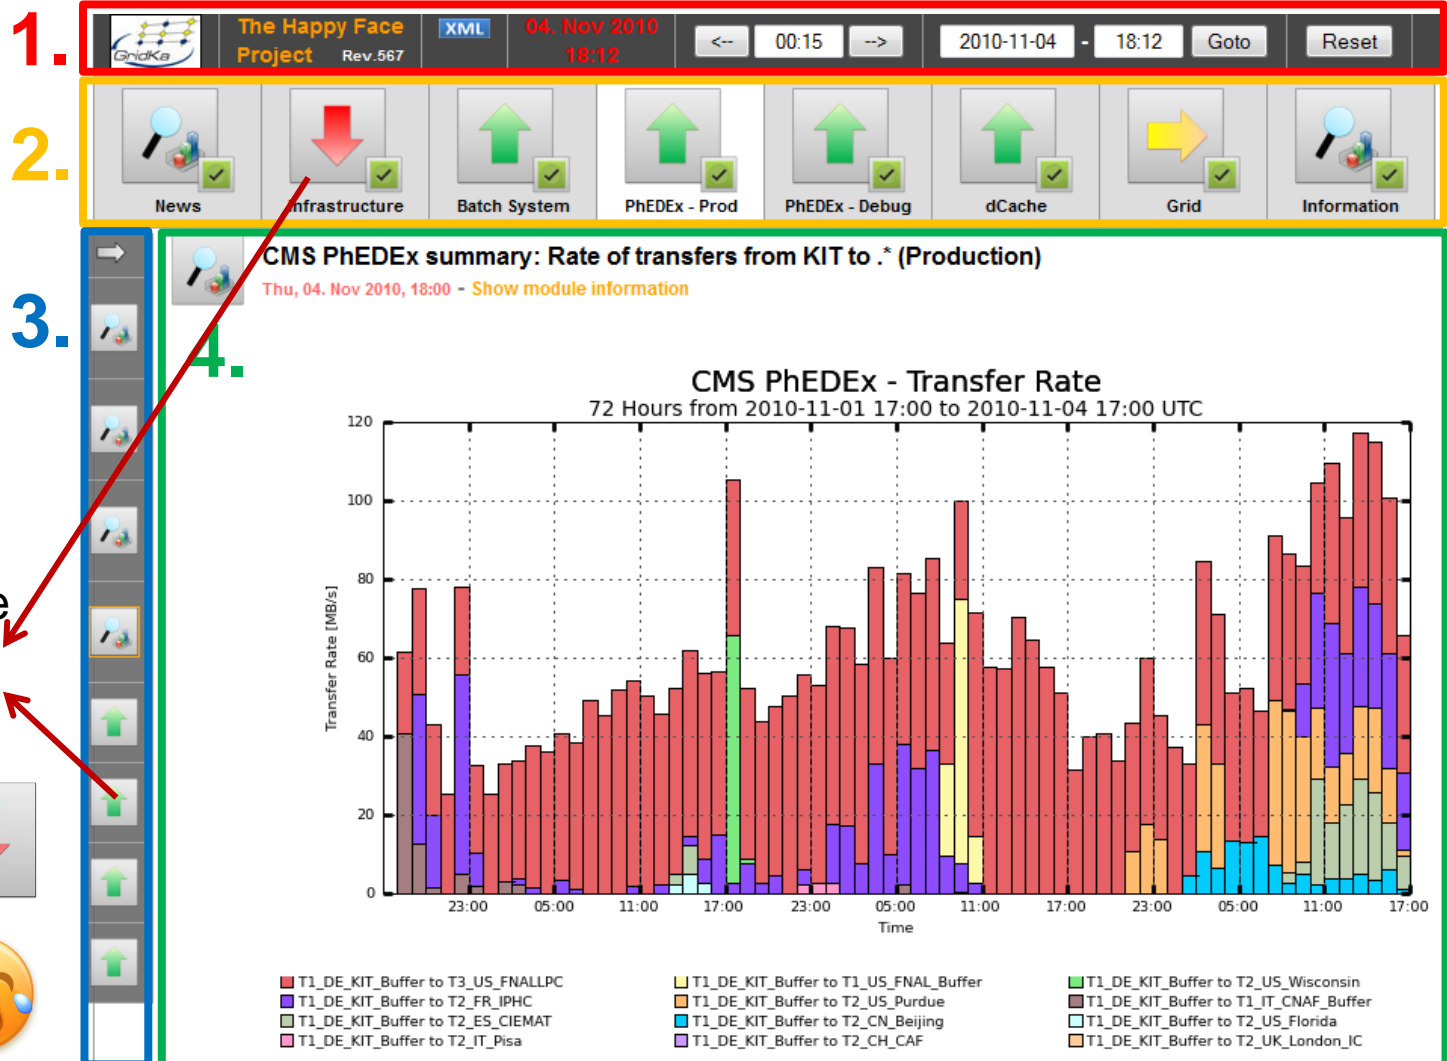 1.
GridKa
The Happy Face
Project Rev.567
XML
04. Nov 2010
18:12
<-- 00:15 --> 2010-11-04 - 18:12 Goto Reset
2.
News Infrastructure Batch System PhEDEx - Prod PhEDEx - Debug dCache Grid Information
3.
CMS PhEDEx summary: Rate of transfers from KIT to .* (Production)
Thu, 04. Nov 2010, 18:00 - Show module information
4.
CMS PhEDEx - Transfer Rate
72 Hours from 2010-11-01 17:00 to 2010-11-04 17:00 UTC
120
100
80
60
40
20
0
Transfer Rate [MB/s]
e
23:00 05:00 11:00 17:00 23:00 05:00 11:00 17:00 23:00 05:00 11:00 17:00
Time
T1_DE_KIT_Buffer to T3_US_FNALLPC T1_DE_KIT_Buffer to T1_US_FNAL_Buffer T1_DE_KIT_Buffer to T2_US_Wisconsin
T1_DE_KIT_Buffer to T2_FR_IPHC T1_DE_KIT_Buffer to T2_US_Purdue T1_DE_KIT_Buffer to T1_IT_CNAF_Buffer
T1_DE_KIT_Buffer to T2_ES_CIEMAT T1_DE_KIT_Buffer to T2_CN_Beijing T1_DE_KIT_Buffer to T2_US_Florida
T1_DE_KIT_Buffer to T2_IT_Pisa T1_DE_KIT_Buffer to T2_CH_CAF T1_DE_KIT_Buffer to T2_UK_London_IC